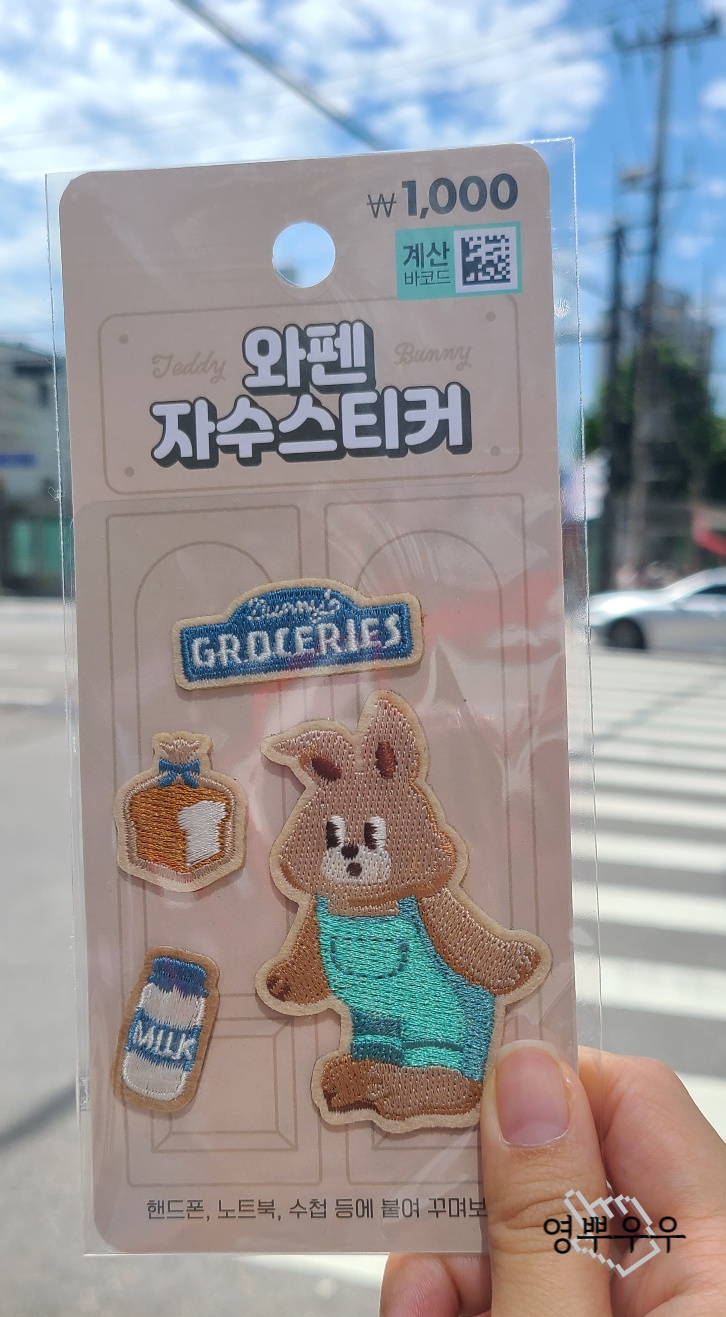 ₩1,000
계산
바코드
Teddy 와펜 Bunny
자수스티커
Bunny's
GROCERIES
MILK
핸드폰, 노트북, 수첩 등에 붙여 꾸며보
영뿌우우